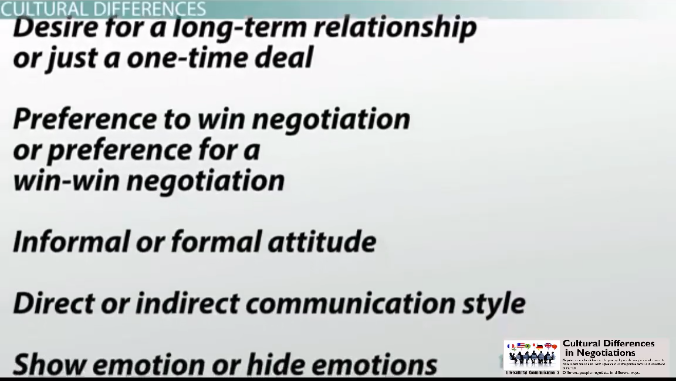 CULTURAL DIFFERENCES
Desire for a long-term relationship
or just a one-time deal
Preference to win negotiation
or preference for a
win-win negotiation
Informal or formal attitude
Direct or indirect communication style
Show emotion or hide emotions
Cultural Differences
in Negotiations